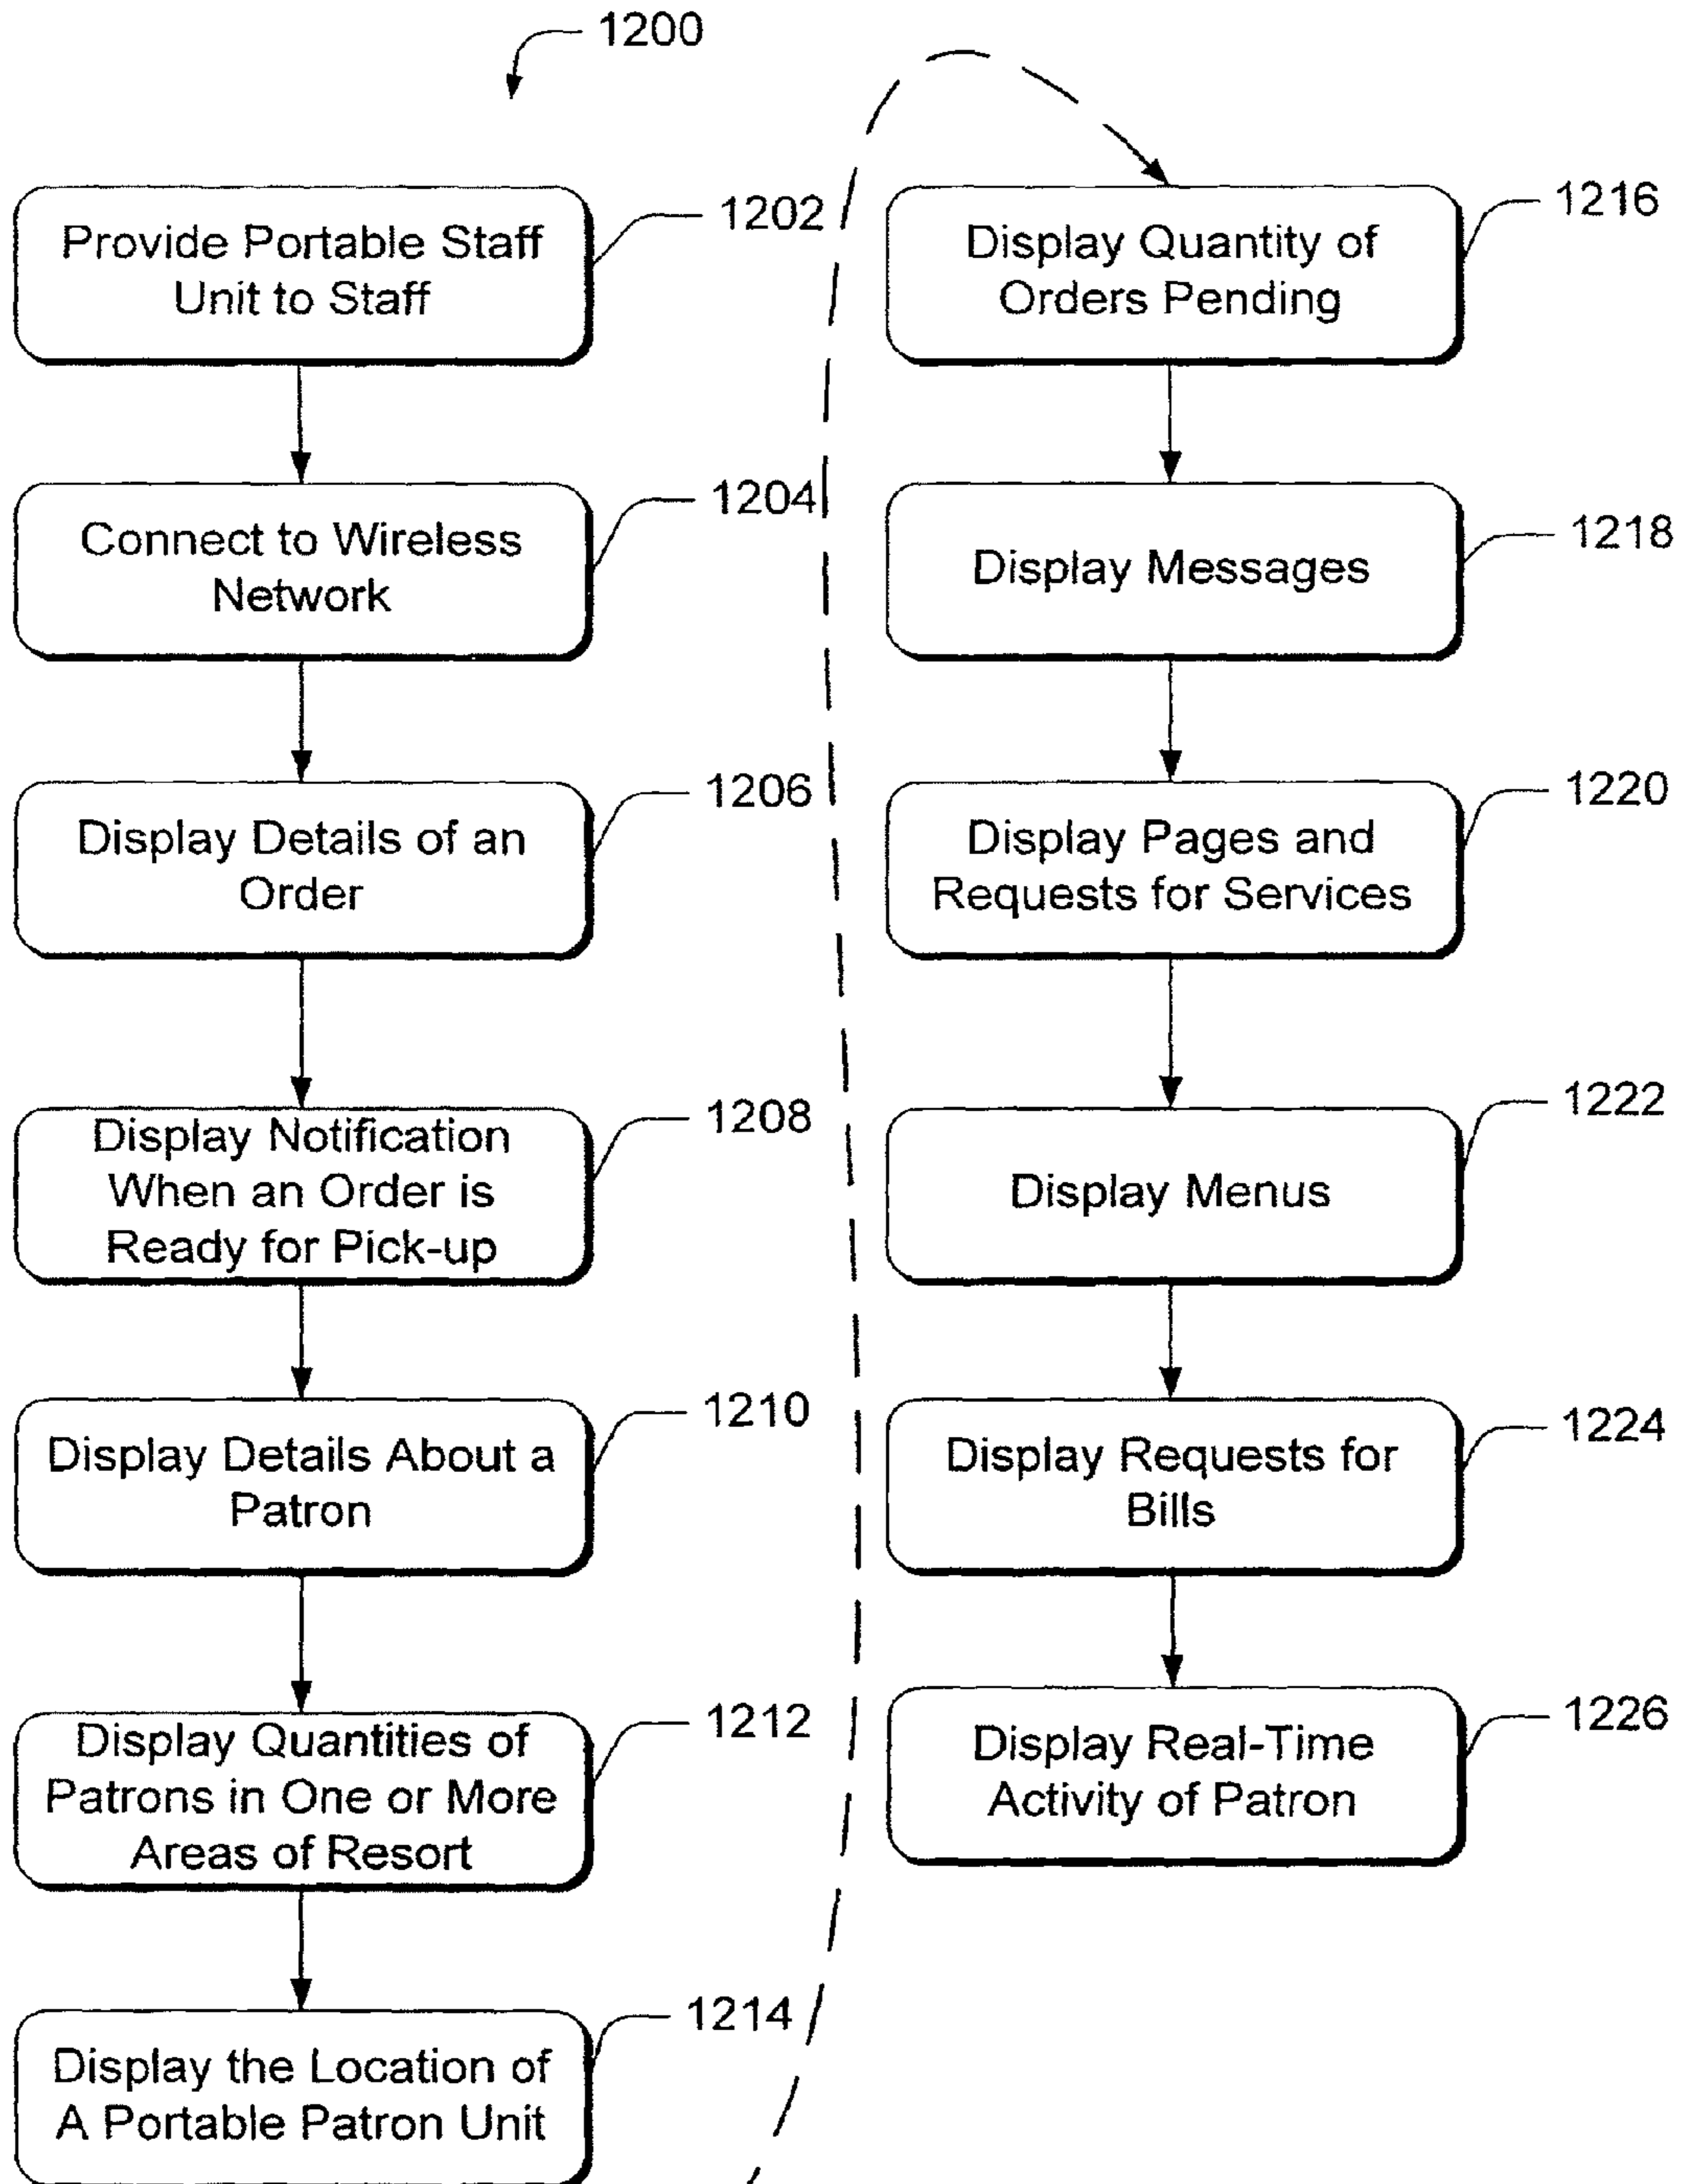 1200
Provide Portable Staff
Unit to Staff
1202
Connect to Wireless
Network
1204
Display Details of an
Order
1206
Display Notification
When an Order is
Ready for Pick-up
1208
Display Details About a
Patron
1210
Display Quantities of
Patrons in One or More
Areas of Resort
1212
Display the Location of
A Portable Patron Unit
1214
Display Quantity of
Orders Pending
1216
Display Messages
1218
Display Pages and
Requests for Services
1220
Display Menus
1222
Display Requests for
Bills
1224
Display Real-Time
Activity of Patron
1226